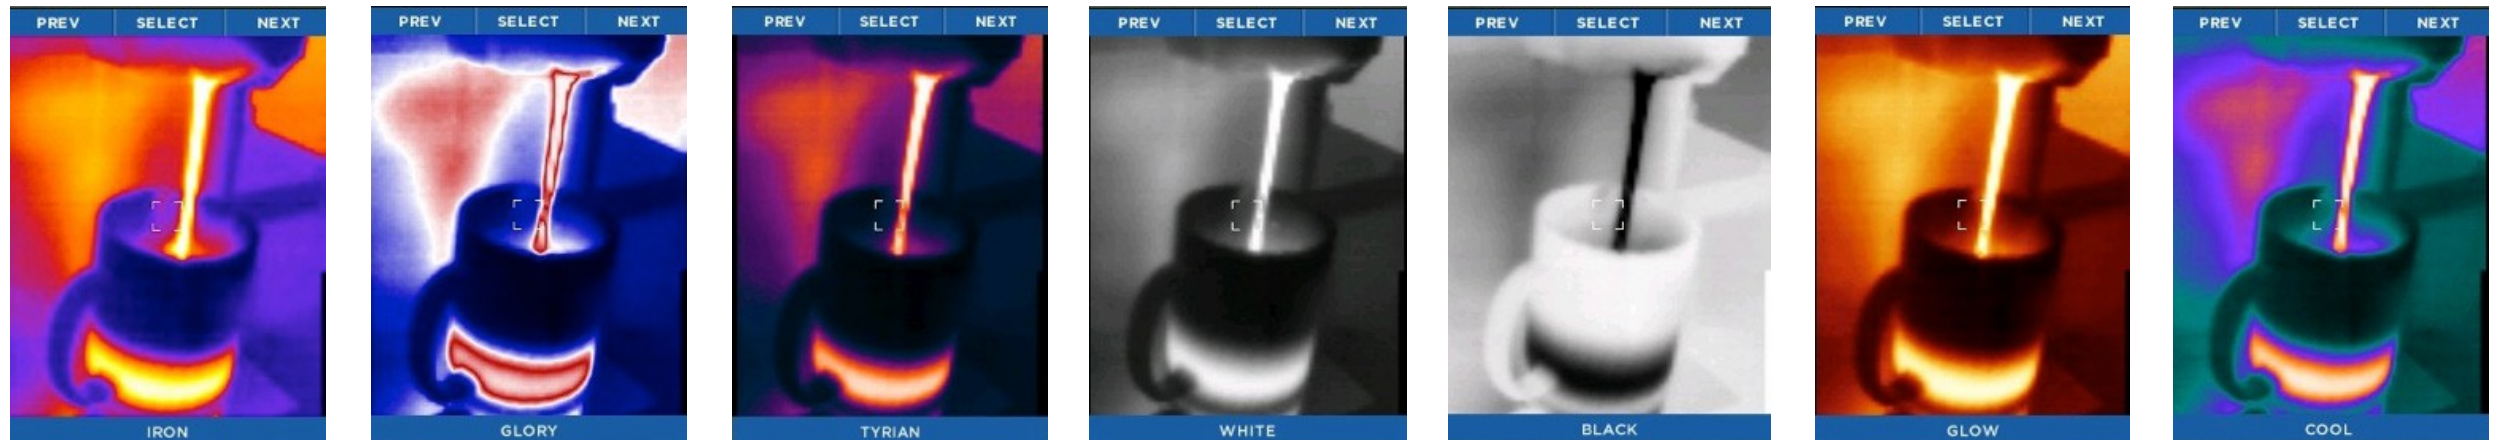 PREV SELECT NEXT
IRON
PREV SELECT NEXT
GLORY
PREV SELECT NEXT
TYRIAN
PREV SELECT NEXT
WHITE
PREV SELECT NEXT
BLACK
PREV SELECT NEXT
GLOW
PREV SELECT NEXT
COOL